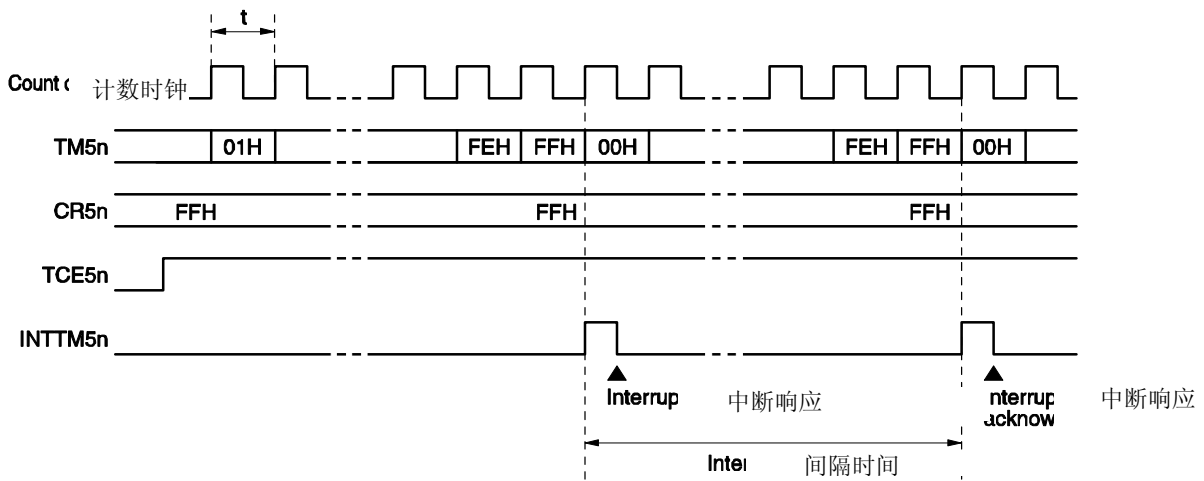 t
Count 计数时钟
TM5n 01H FEH FFH 00H FEH FFH 00H
CR5n FFH FFH FFH
TCE5n
INTTM5n
Interrup 中断响应 nterrup 中断响应
acknow
Inter 间隔时间